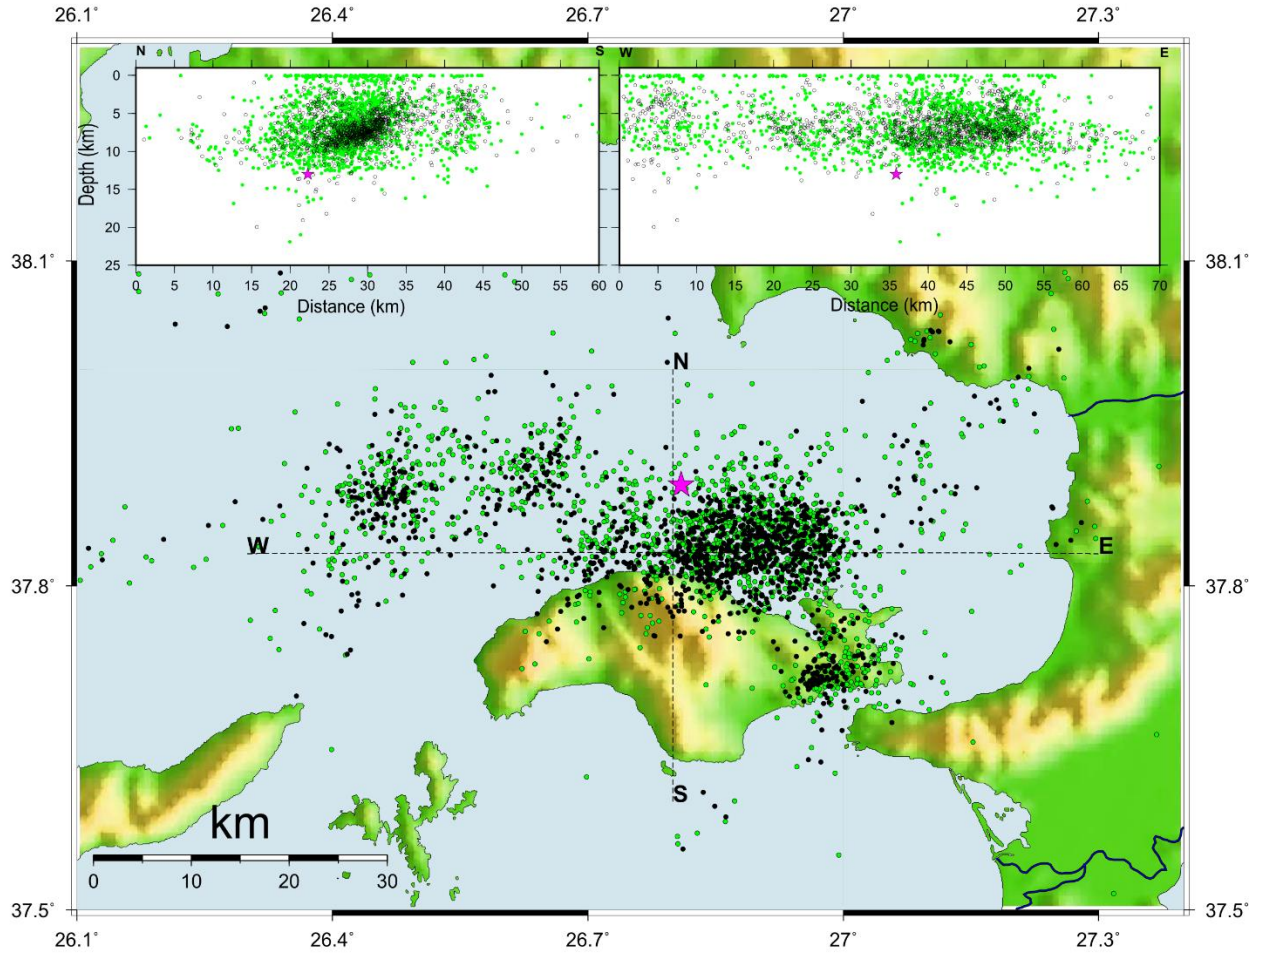 26.1° 26.4° 26.7° 27° 27.3°
N S W E
0
5
10
15
20
25
Depth (km)
0 5 10 15 20 25 30 35 40 45 50 55 60
0 5 10 15 20 25 30 35 40 45 50 55 60 65 70
Distance (km) Distance (km)
38.1° 38.1°
N
W E
37.8° 37.8°
S
km
0 10 20 30
37.5° 37.5°
26.1° 26.4° 26.7° 27° 27.3°